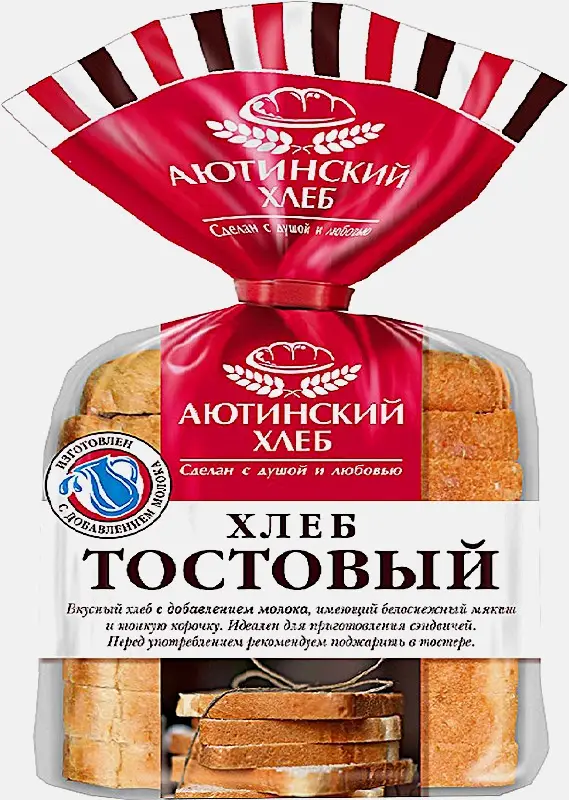 АЮТИНСКИЙ
ХЛЕБ
Сделан с душой и любовью
АЮТИНСКИЙ
ХЛЕБ
Сделан с душой и любовью
ИЗГОТОВЛЕН
С ДОБАВЛЕНИЕМ МОЛОКА
ХЛЕБ
ТОСТОВЫЙ
Вкусный хлеб с добавлением молока, имеющий белоснежный мякиш
и тонкую корочку. Идеален для приготовления сэндвичей.
Перед употреблением рекомендуем поджарить в тостере.